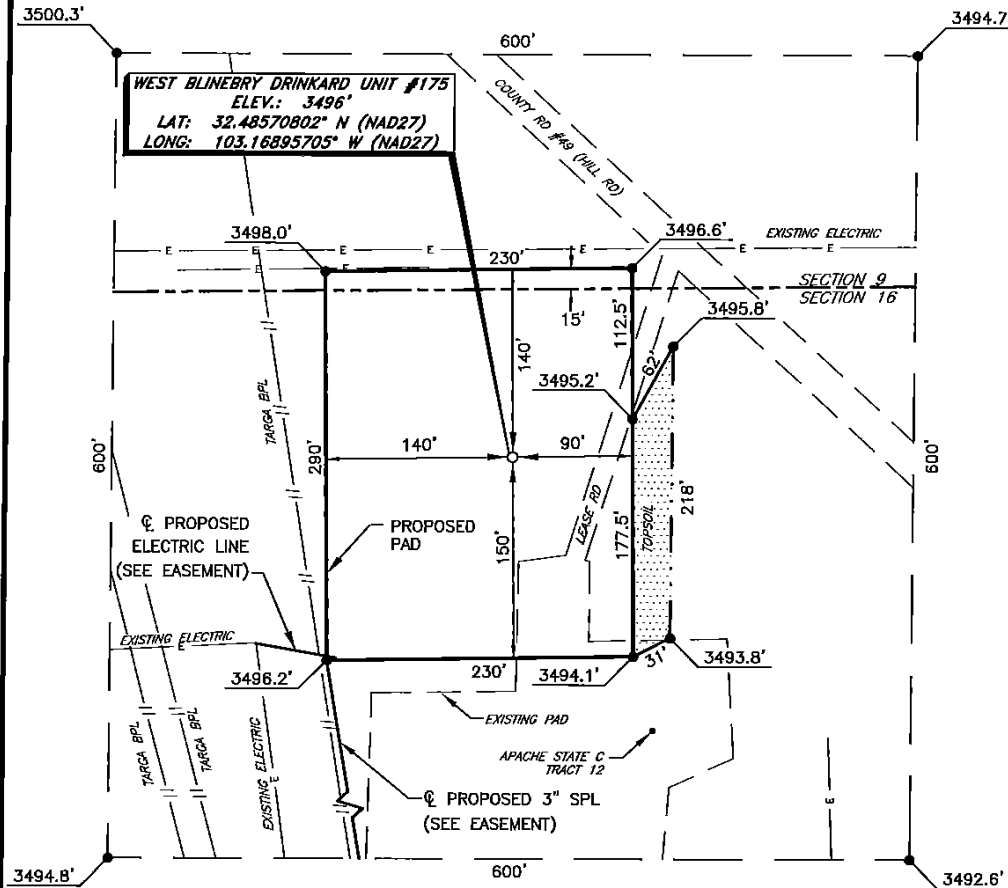 3500.3'
3494.7
600'
WEST BLINEBRY DRINKARD UNIT #175
ELEV.: 3496'
LAT: 32.48570802° N (NAD27)
LONG: 103.16895705° W (NAD27)
COUNTY RD #49 (HILL RD)
3498.0'
E E E E E
EXISTING ELECTRIC
3496.6'
E E
230'
SECTION 9
SECTION 16
15'
112.5'
3495.8'
140'
62'
3495.2'
TARGA BPL
600'
290'
140'
90'
600'
LEASE RD
TOPSOIL
218'
℄ PROPOSED
ELECTRIC LINE
(SEE EASEMENT)
PROPOSED
PAD
150'
177.5'
EXISTING ELECTRIC
E
3496.2'
230'
3494.1'
31'
3493.8'
EXISTING PAD
TARGA BPL
TARGA BPL
EXISTING ELECTRIC
E
APACHE STATE C
TRACT 12
℄ PROPOSED 3" SPL
(SEE EASEMENT)
E
3494.8'
600'
3492.6'